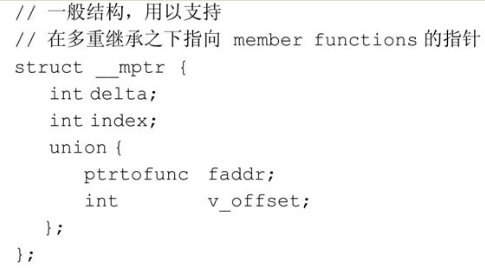 // 一般结构，用以支持
// 在多重继承之下指向 member functions 的指针
struct __mptr {
int delta;
int index;
union {
ptrtofunc faddr;
int v_offset;
};
};